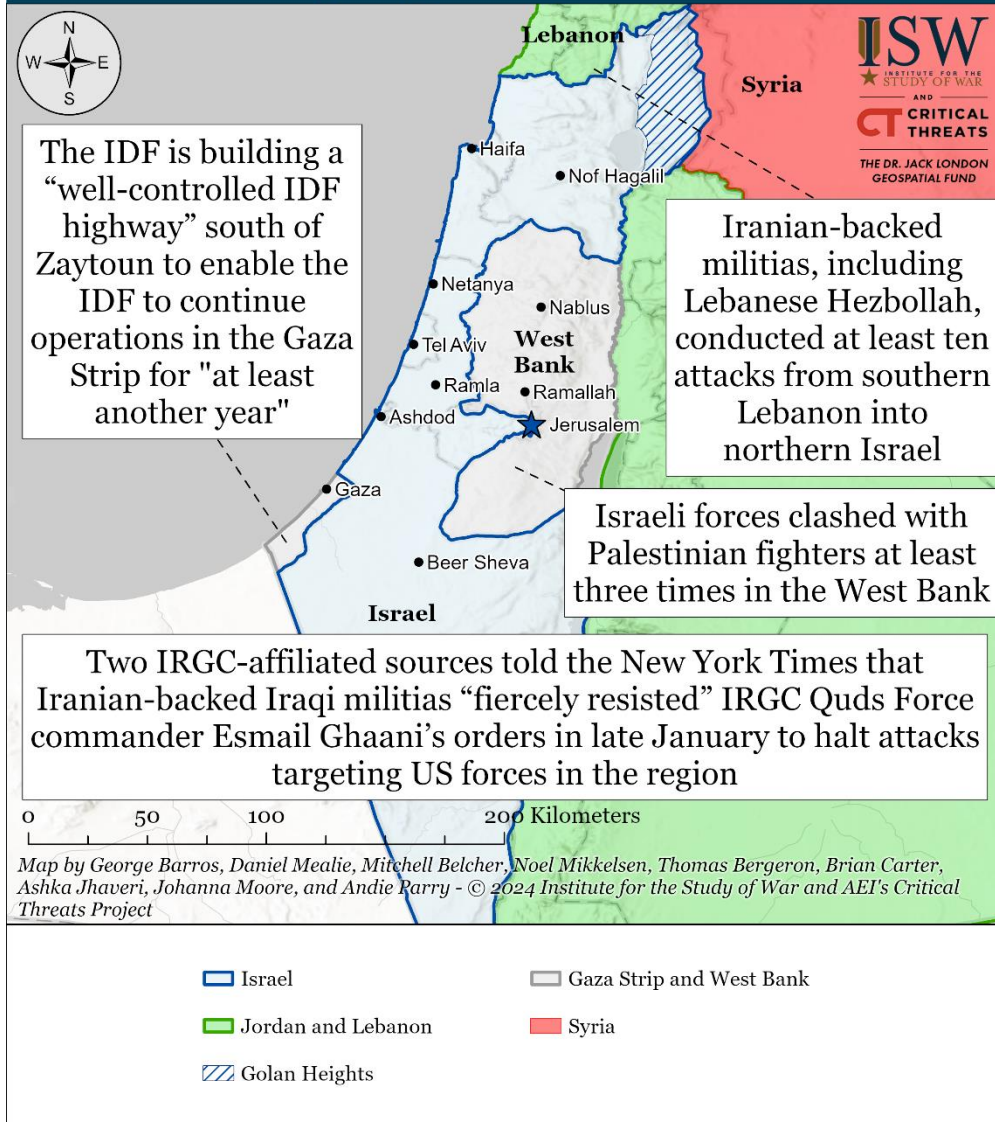 N
W E
S
Lebanon
Syria
ISW
INSTITUTE FOR THE
STUDY OF WAR
AND
CT CRITICAL
THREATS
THE DR. JACK LONDON
GEOSPATIAL FUND
The IDF is building a
“well-controlled IDF
highway” south of
Zaytoun to enable the
IDF to continue
operations in the Gaza
Strip for "at least
another year"
Haifa
Nof Hagalil
Iranian-backed
militias, including
Lebanese Hezbollah,
conducted at least ten
attacks from southern
Lebanon into
northern Israel
Netanya
Nablus
Tel Aviv
West
Bank
Ramla
Ramallah
Ashdod
Jerusalem
Gaza
Israeli forces clashed with
Palestinian fighters at least
three times in the West Bank
Beer Sheva
Israel
Two IRGC-affiliated sources told the New York Times that
Iranian-backed Iraqi militias “fiercely resisted” IRGC Quds Force
commander Esmail Ghaani’s orders in late January to halt attacks
targeting US forces in the region
0 50 100 200 Kilometers
Map by George Barros, Daniel Mealie, Mitchell Belcher, Noel Mikkelsen, Thomas Bergeron, Brian Carter,
Ashka Jhaveri, Johanna Moore, and Andie Parry - © 2024 Institute for the Study of War and AEI's Critical
Threats Project
Israel
Gaza Strip and West Bank
Jordan and Lebanon
Syria
Golan Heights